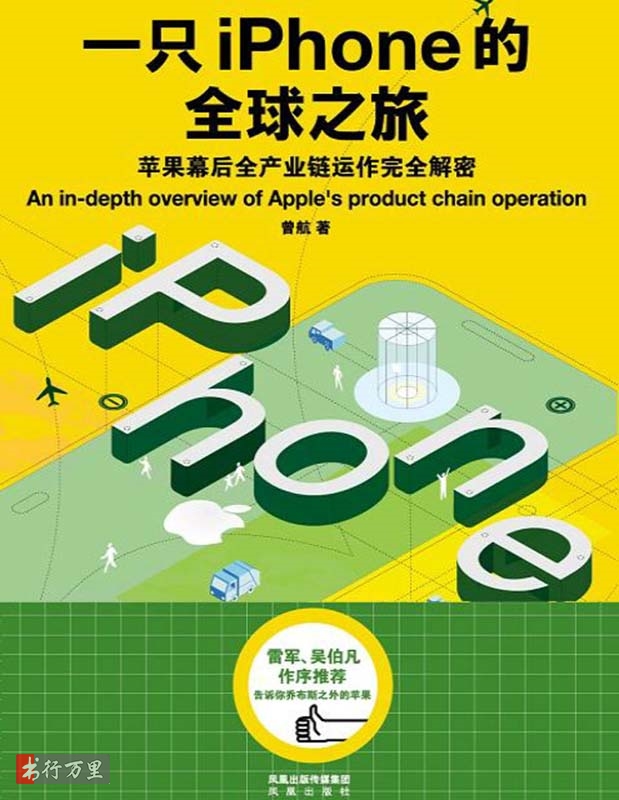 一只iPhone的
全球之旅
苹果幕后全产业链运作完全解密
An in-depth overview of Apple's product chain operation
曾航 著
iPhone
雷军、吴伯凡
作序推荐
告诉你乔布斯之外的苹果
书行万里
凤凰出版传媒集团
凤凰出版社